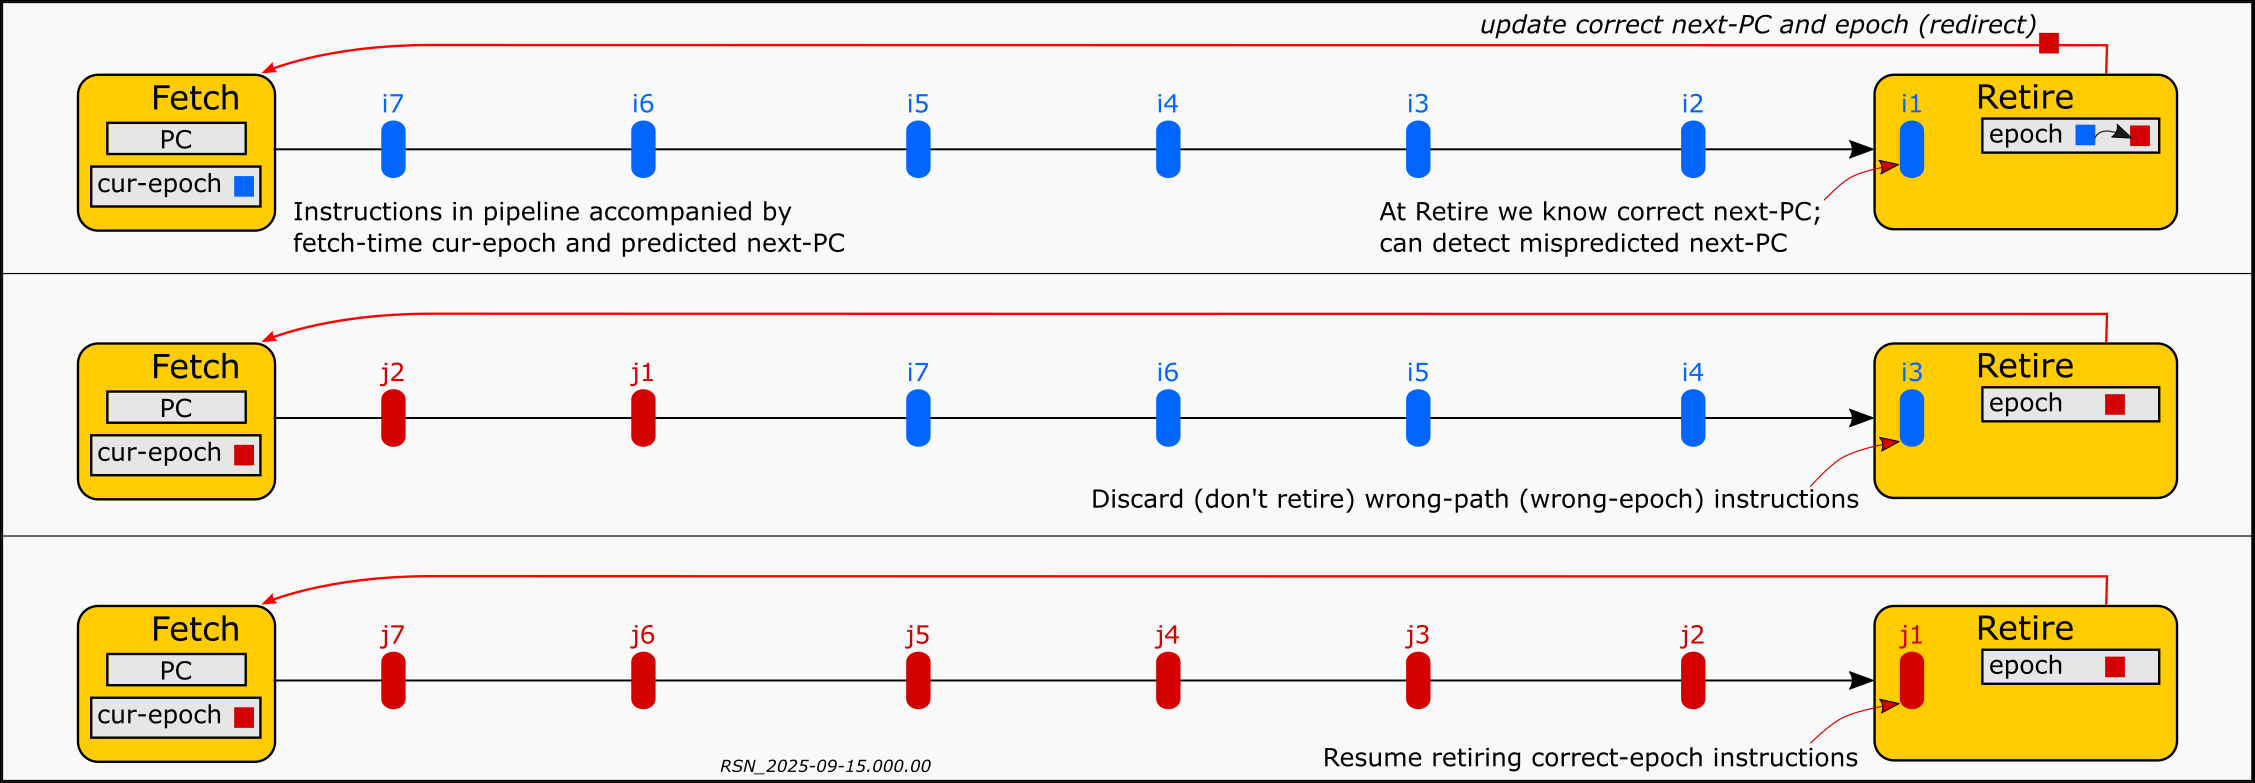 update correct next-PC and epoch (redirect)
Fetch
PC
cur-epoch
i7
i6
i5
i4
i3
i2
i1
Retire
epoch
Instructions in pipeline accompanied by
fetch-time cur-epoch and predicted next-PC
At Retire we know correct next-PC;
can detect mispredicted next-PC
Fetch
PC
cur-epoch
j2
j1
i7
i6
i5
i4
i3
Retire
epoch
Discard (don't retire) wrong-path (wrong-epoch) instructions
Fetch
PC
cur-epoch
j7
j6
j5
j4
j3
j2
j1
Retire
epoch
Resume retiring correct-epoch instructions
RSN_2025-09-15.000.00